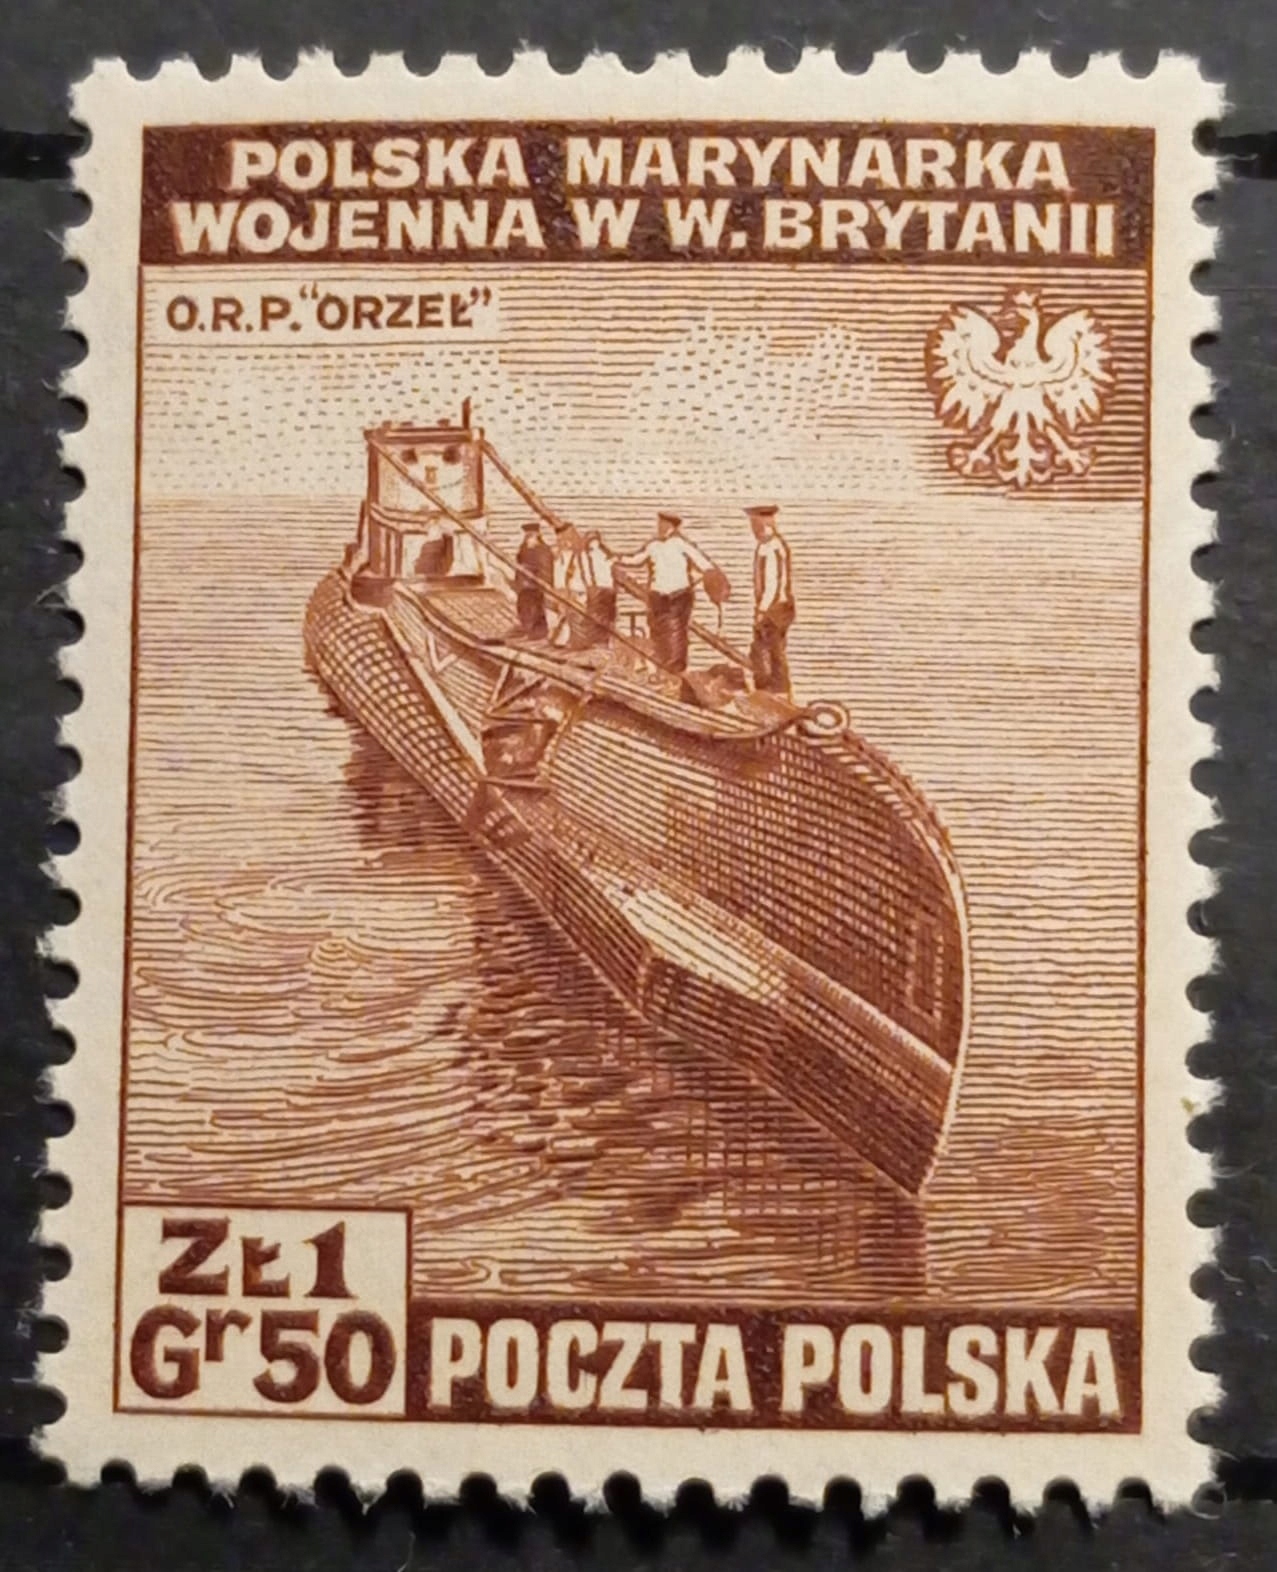 POLSKA MARYNARKA
WOJENNA W W. BRYTANII
O.R.P. “ORZEŁ”
ZŁ 1
Gr 50
POCZTA POLSKA